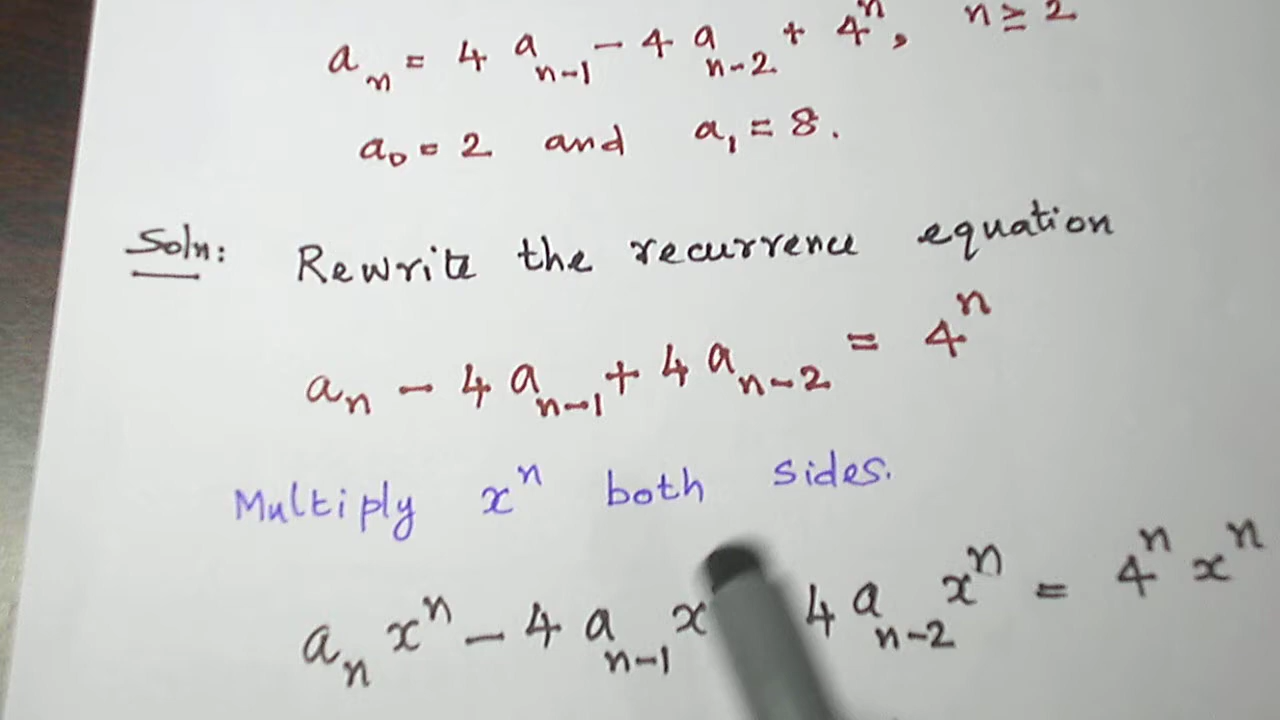 aₙ = 4 aₙ₋₁ − 4 aₙ₋₂ + 4ⁿ, n ≥ 2
a₀ = 2 and a₁ = 8.
Soln: Rewrite the recurrence equation
aₙ − 4 aₙ₋₁ + 4 aₙ₋₂ = 4ⁿ
Multiply xⁿ both sides.
aₙ xⁿ − 4 aₙ₋₁ x 4 aₙ₋₂ xⁿ = 4ⁿ xⁿ